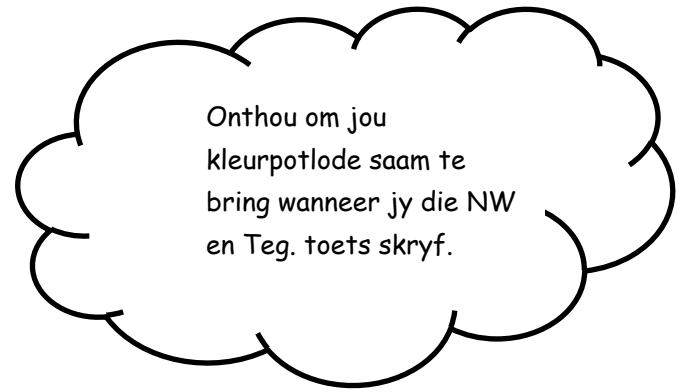 Onthou om jou
kleurpotlode saam te
bring wanneer jy die NW
en Teg. toets skryf.